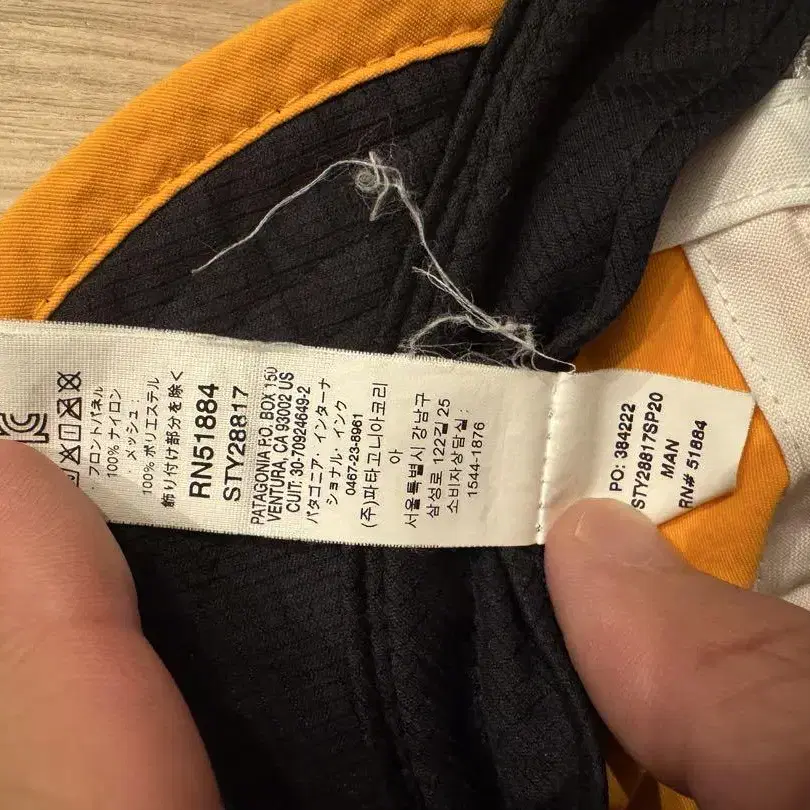 ・フロントパネル
100% ナイロン
・メッシュ:
100% ポリエステル
飾り付け部分を除く
RN51884
STY28817
PATAGONIA P.O. BOX 150
VENTURA, CA 93002 US
CUIT: 30-70924649-2
パタゴニア・インターナ
ショナル・インク
0467-23-8961
(주)파타고니아코리
아
서울특별시 강남구
삼성로 122길 25
소비자상담실 :
1544-1876
PO: 384222
STY28817SP20
MAN
RN# 51884